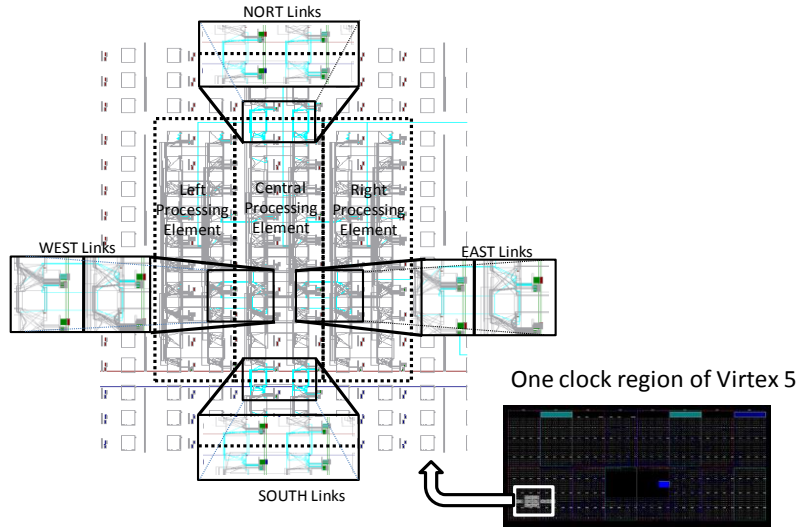 NORT Links
Left
Processing
Element
Central
Processing
Element
Right
Processing
Element
WEST Links
EAST Links
One clock region of Virtex 5
SOUTH Links